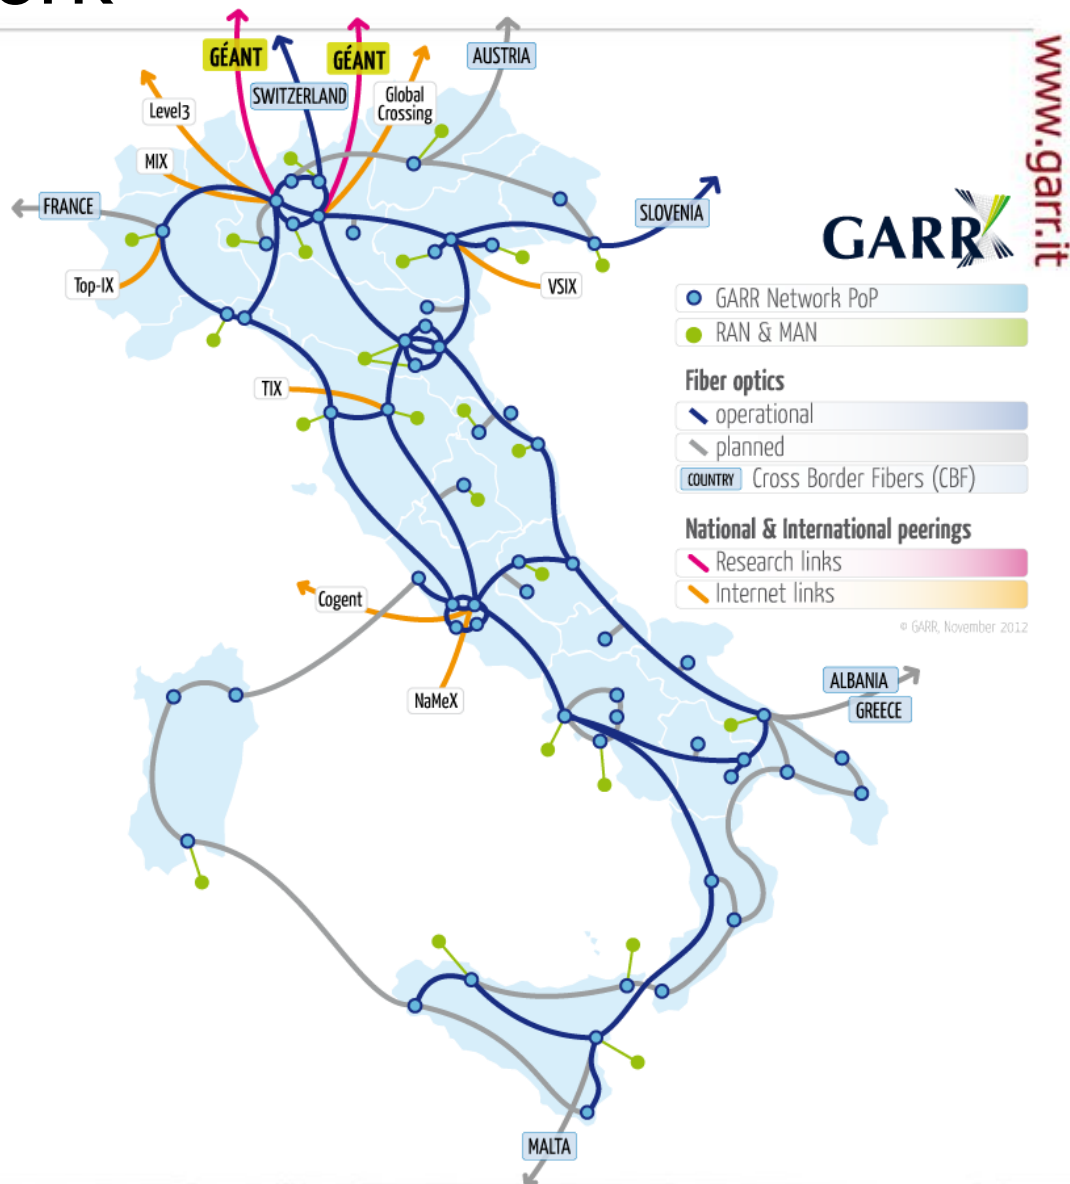 GÉANT
GÉANT
AUSTRIA
SWITZERLAND
Global
Crossing
Level3
MIX
FRANCE
SLOVENIA
Top-IX
VSIX
TIX
Cogent
NaMeX
ALBANIA
GREECE
MALTA
www.garr.it
GARR
GARR Network PoP
RAN & MAN
Fiber optics
operational
planned
COUNTRY Cross Border Fibers (CBF)
National & International peerings
Research links
Internet links
© GARR, November 2012